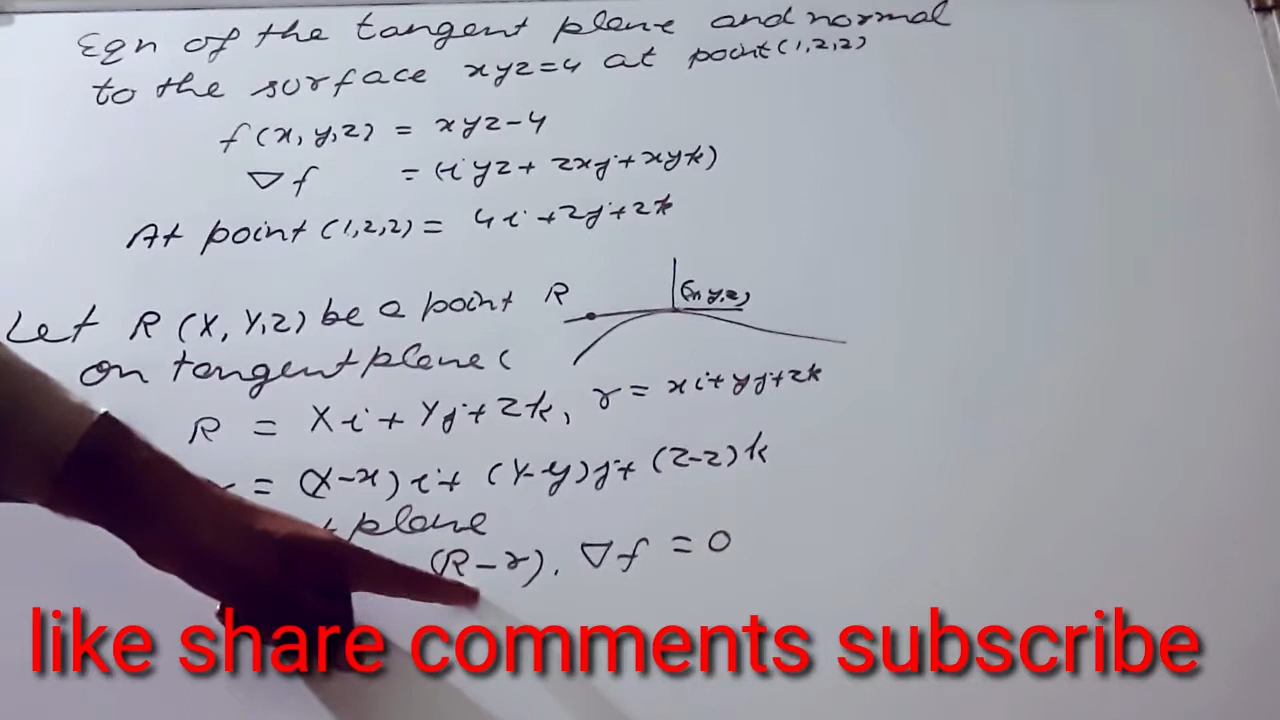 Eqn of the tangent plane and normal
to the surface xyz=4 at point(1,2,2)
f(x,y,z) = xyz-4
∇f = (i yz + zxj + xyk)
At point (1,2,2) = 4i + 2j + 2k
Let R (X, Y, Z) be a point R (x, y, z)
on tangent plane (
R = Xi + Yj + Zk, r = xi + yj + zk
= (X-x)i + (Y-y)j + (Z-z)k
plane
(R-r). ∇f = 0
like share comments subscribe